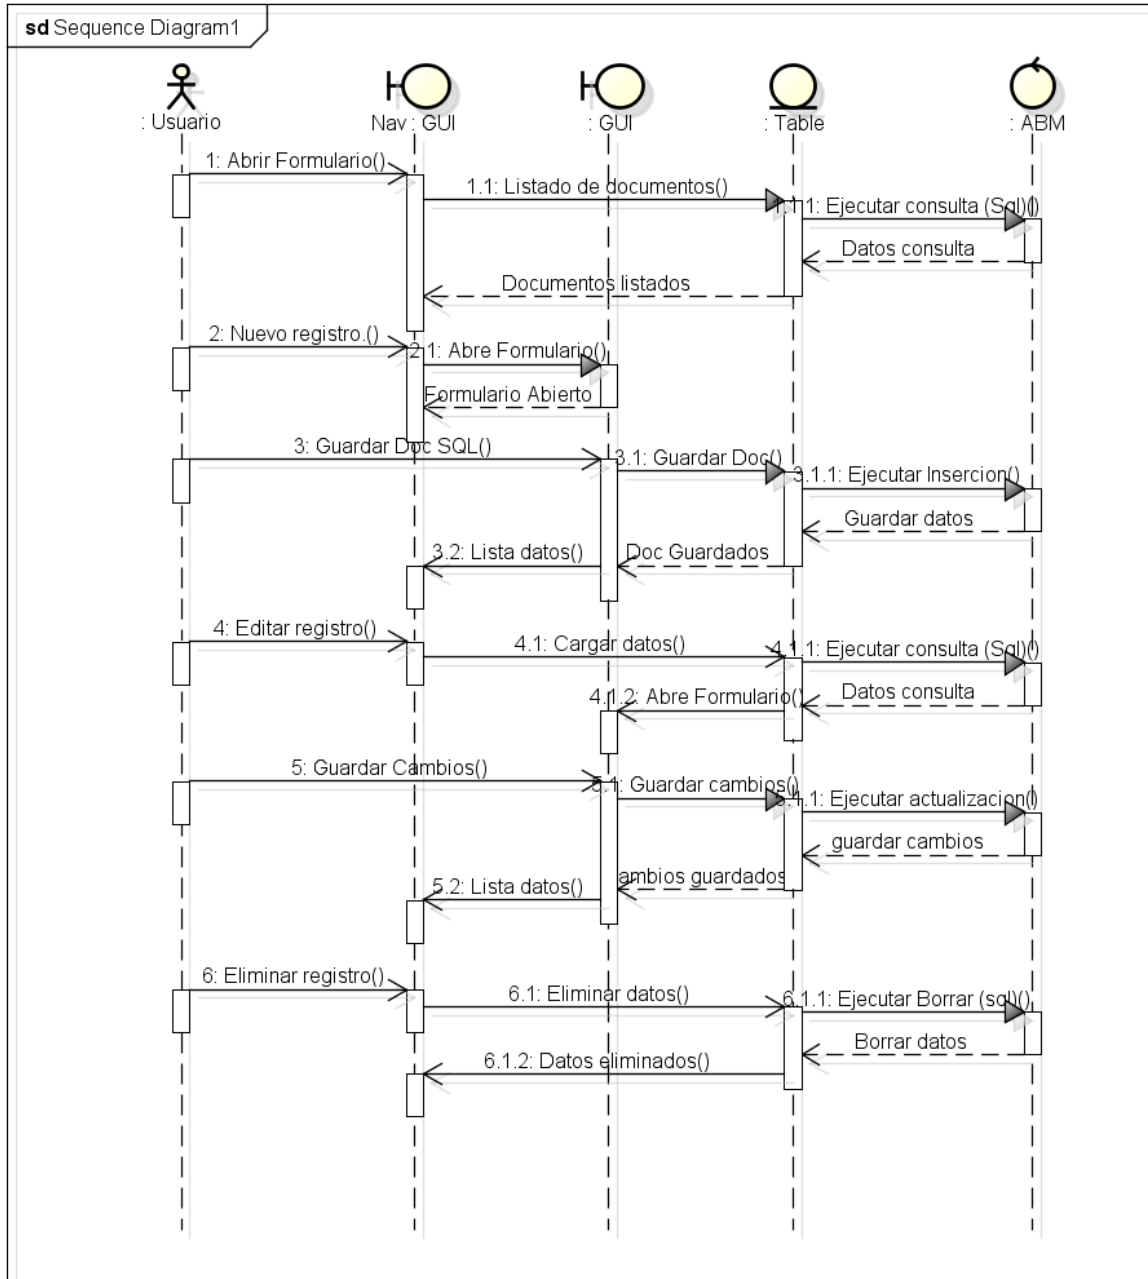 sd Sequence Diagram1
: Usuario
Nav : GUI
: GUI
: Table
: ABM
1: Abrir Formulario()
1.1: Listado de documentos()
1.1.1: Ejecutar consulta (Sql)()
Datos consulta
Documentos listados
2: Nuevo registro.()
2.1: Abre Formulario()
Formulario Abierto
3: Guardar Doc SQL()
3.1: Guardar Doc()
3.1.1: Ejecutar Insercion()
Guardar datos
3.2: Lista datos()
Doc Guardados
4: Editar registro()
4.1: Cargar datos()
4.1.1: Ejecutar consulta (Sql)()
4.1.2: Abre Formulario()
Datos consulta
5: Guardar Cambios()
5.1: Guardar cambios()
5.1.1: Ejecutar actualizacion()
guardar cambios
ambios guardados
5.2: Lista datos()
6: Eliminar registro()
6.1: Eliminar datos()
6.1.1: Ejecutar Borrar (sql)()
Borrar datos
6.1.2: Datos eliminados()